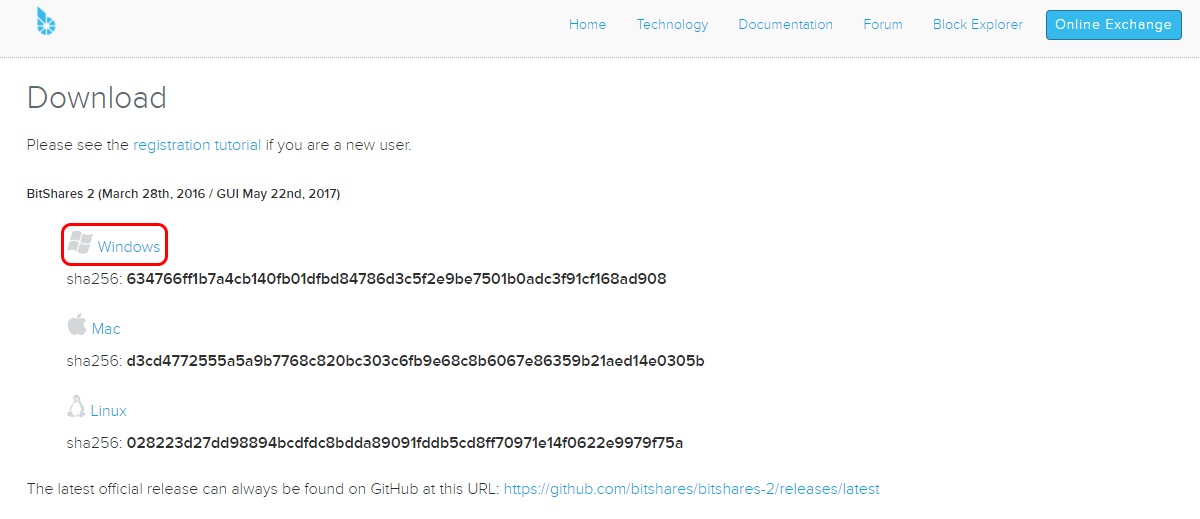 Home Technology Documentation Forum Block Explorer Online Exchange
Download
Please see the registration tutorial if you are a new user.
BitShares 2 (March 28th, 2016 / GUI May 22nd, 2017)
Windows
sha256: 634766ff1b7a4cb140fb01dfbd84786d3c5f2e9be7501b0adc3f91cf168ad908
Mac
sha256: d3cd4772555a5a9b7768c820bc303c6fb9e68c8b6067e86359b21aed14e0305b
Linux
sha256: 028223d27dd98894bcdfdc8bdda89091fddb5cd8ff70971e14f0622e9979f75a
The latest official release can always be found on GitHub at this URL: https://github.com/bitshares/bitshares-2/releases/latest